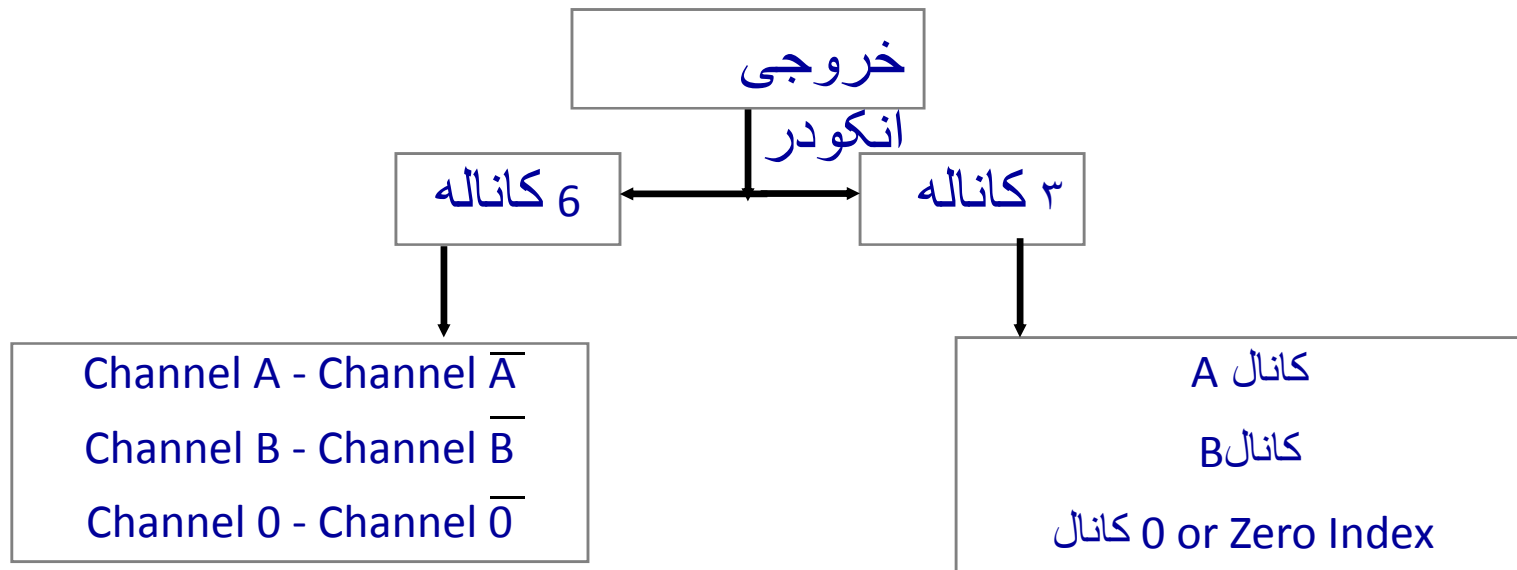 خروجی
انکودر
۳ کاناله
6 کاناله
کانال A
کانالB
کانال 0 or Zero Index
Channel A - Channel A̅
Channel B - Channel B̅
Channel 0 - Channel 0̅